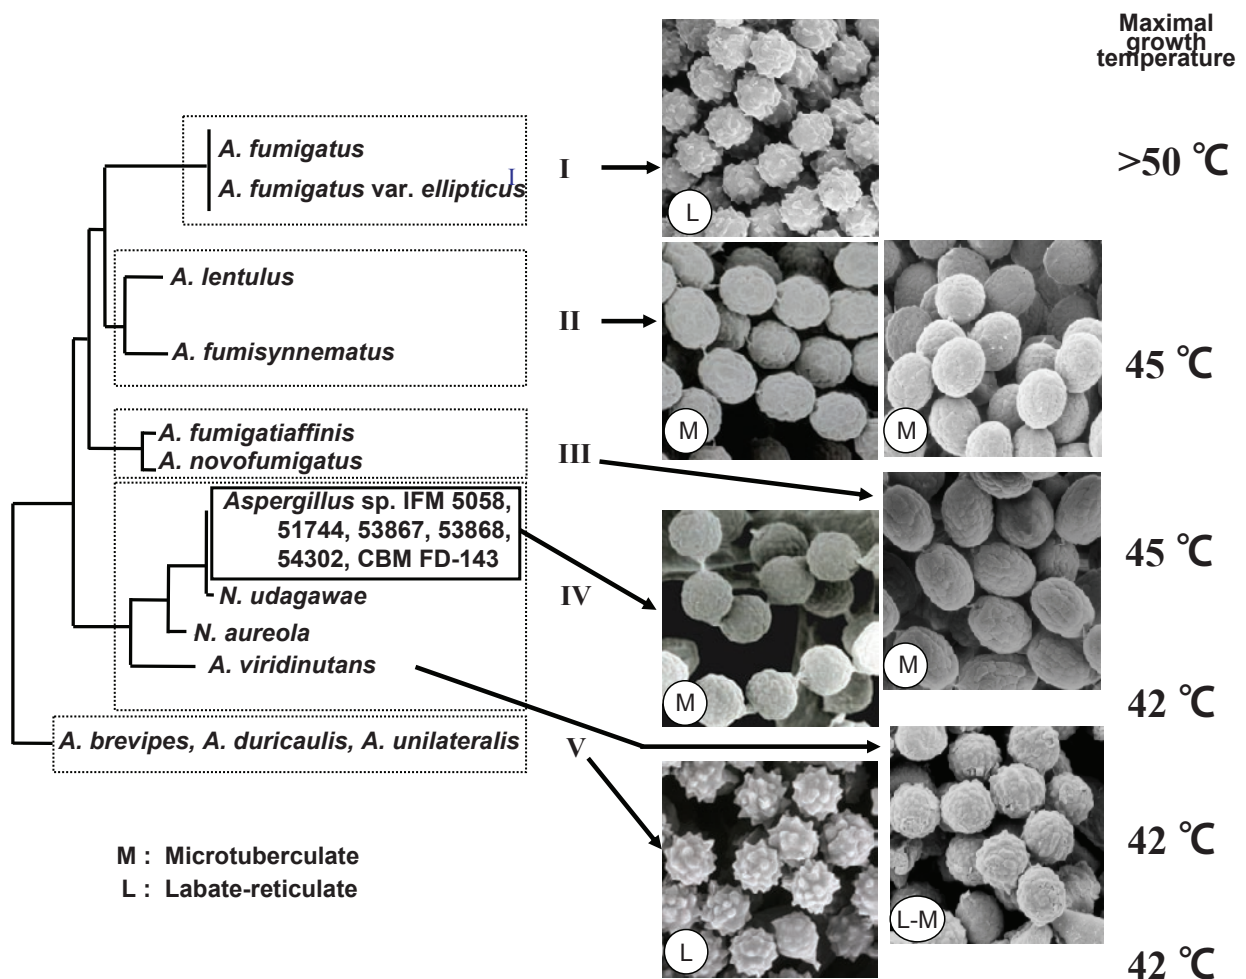 Maximal
growth
temperature
A. fumigatus
A. fumigatus var. ellipticus
I
I
L
>50 ℃
A. lentulus
A. fumisynnematus
II
M
M
45 ℃
A. fumigatiaffinis
A. novofumigatus
III
M
45 ℃
Aspergillus sp. IFM 5058,
51744, 53867, 53868,
54302, CBM FD-143
N. udagawae
N. aureola
A. viridinutans
IV
M
42 ℃
A. brevipes, A. duricaulis, A. unilateralis
V
L
L-M
42 ℃
42 ℃
M : Microtuberculate
L : Labate-reticulate